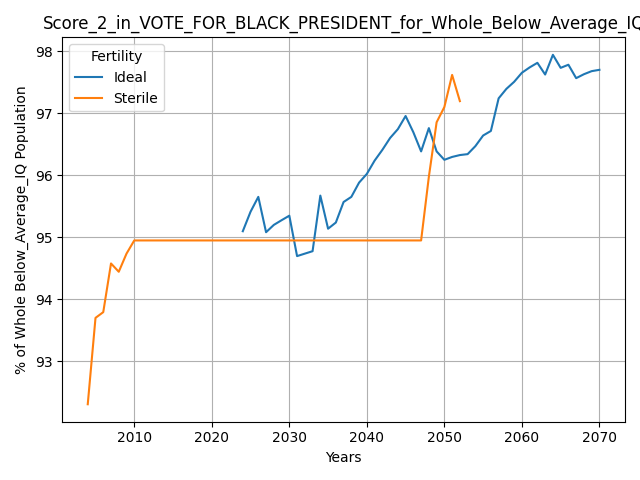 Score_2_in_VOTE_FOR_BLACK_PRESIDENT_for_Whole_Below_Average_IQ
Fertility
Ideal
Sterile
% of Whole Below_Average_IQ Population
98
97
96
95
94
93
2010 2020 2030 2040 2050 2060 2070
Years